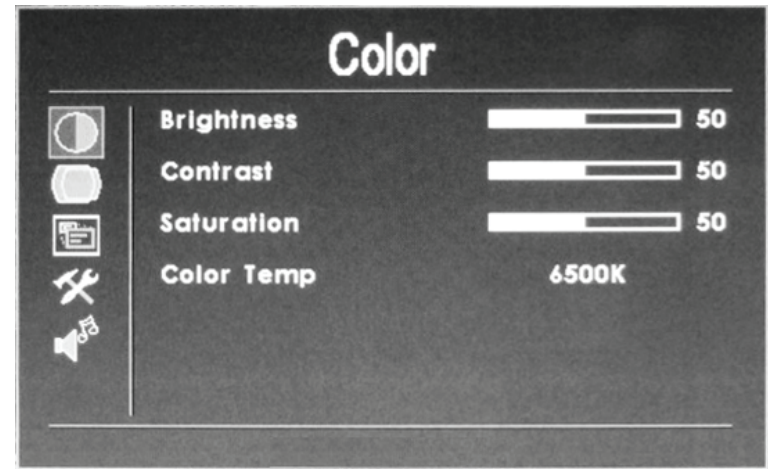 Color
Brightness 50
Contrast 50
Saturation 50
Color Temp 6500K